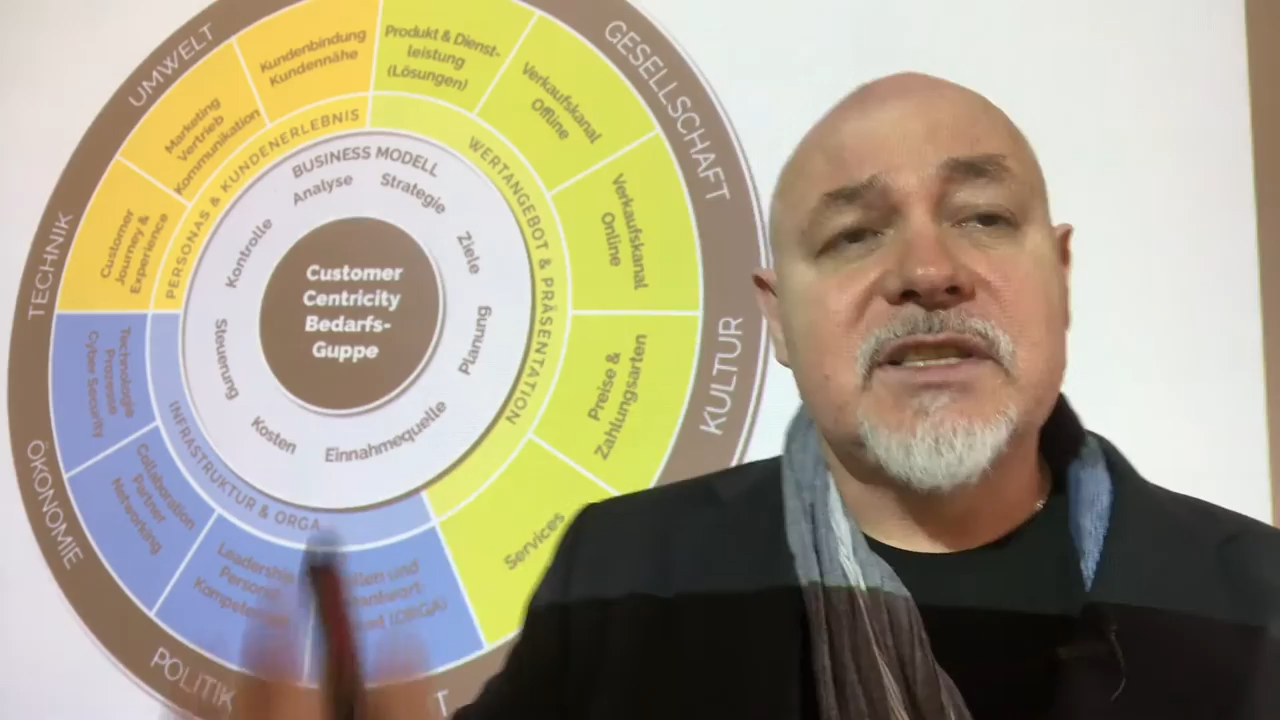 UMWELT
GESELLSCHAFT
KULTUR
TECHNIK
ÖKONOMIE
POLITIK
Kundenbindung
Kundennähe
Produkt & Dienst-
leistung
(Lösungen)
Verkaufskanal
Offline
Verkaufskanal
Online
Preise &
Zahlungsarten
Services
Marketing
Vertrieb
Kommunikation
Customer
Journey &
Experience
Technologie
Prozesse
Cyber Security
Collaboration
Partner
Networking
Leadership
PERSONAS & KUNDENERLEBNIS
WERTANGEBOT & PRÄSENTATION
INFRASTRUKTUR & ORGA
BUSINESS MODELL
Analyse
Strategie
Ziele
Planung
Einnahmequelle
Kosten
Steuerung
Kontrolle
Customer
Centricity
Bedarfs-
Guppe